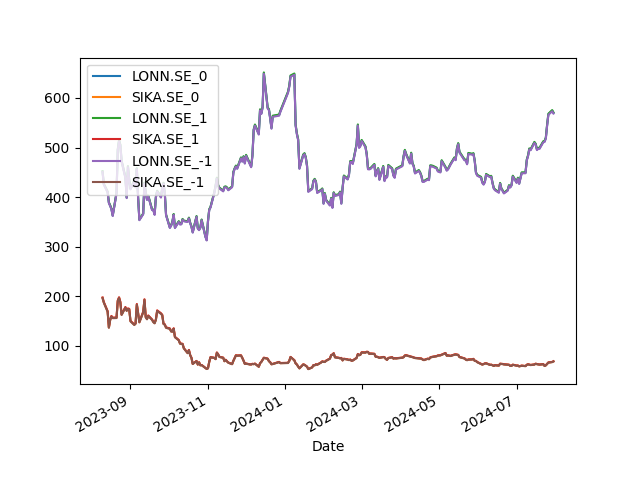 LONN.SE_0
SIKA.SE_0
LONN.SE_1
SIKA.SE_1
LONN.SE_-1
SIKA.SE_-1
600
500
400
300
200
100
2023-09
2023-11
2024-01
2024-03
2024-05
2024-07
Date